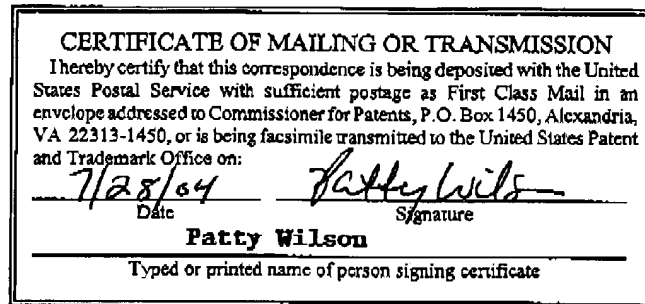 CERTIFICATE OF MAILING OR TRANSMISSION
I hereby certify that this correspondence is being deposited with the United
States Postal Service with sufficient postage as First Class Mail in an
envelope addressed to Commissioner for Patents, P.O. Box 1450, Alexandria,
VA 22313-1450, or is being facsimile transmitted to the United States Patent
and Trademark Office on:
7/28/04 Patty Wilson
Date Signature
Patty Wilson
Typed or printed name of person signing certificate